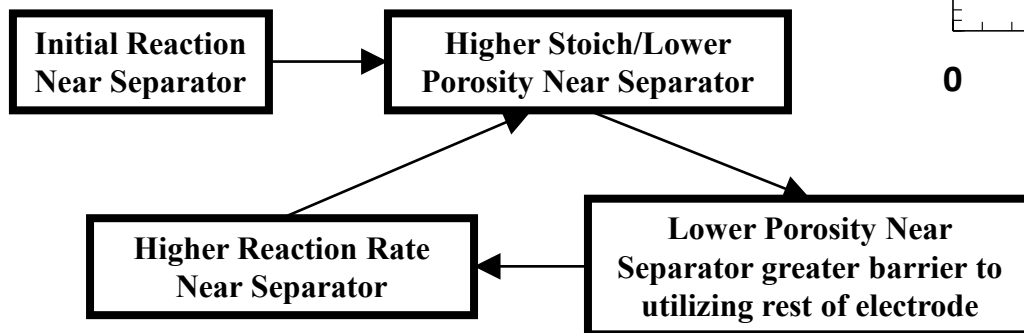 Initial Reaction
Near Separator
Higher Stoich/Lower
Porosity Near Separator
0
Higher Reaction Rate
Near Separator
Lower Porosity Near
Separator greater barrier to
utilizing rest of electrode